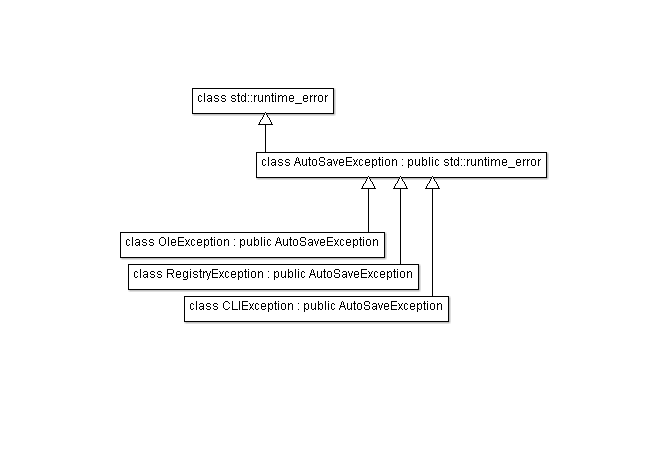 class std::runtime_error
class AutoSaveException : public std::runtime_error
class OleException : public AutoSaveException
class RegistryException : public AutoSaveException
class CLIException : public AutoSaveException